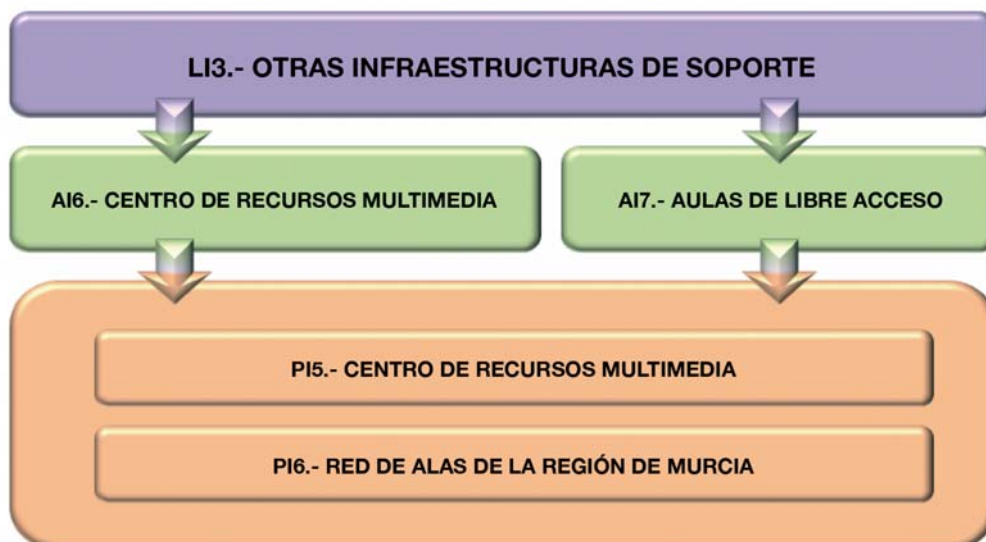 LI3.- OTRAS INFRAESTRUCTURAS DE SOPORTE
AI6.- CENTRO DE RECURSOS MULTIMEDIA
AI7.- AULAS DE LIBRE ACCESO
PI5.- CENTRO DE RECURSOS MULTIMEDIA
PI6.- RED DE ALAS DE LA REGIÓN DE MURCIA